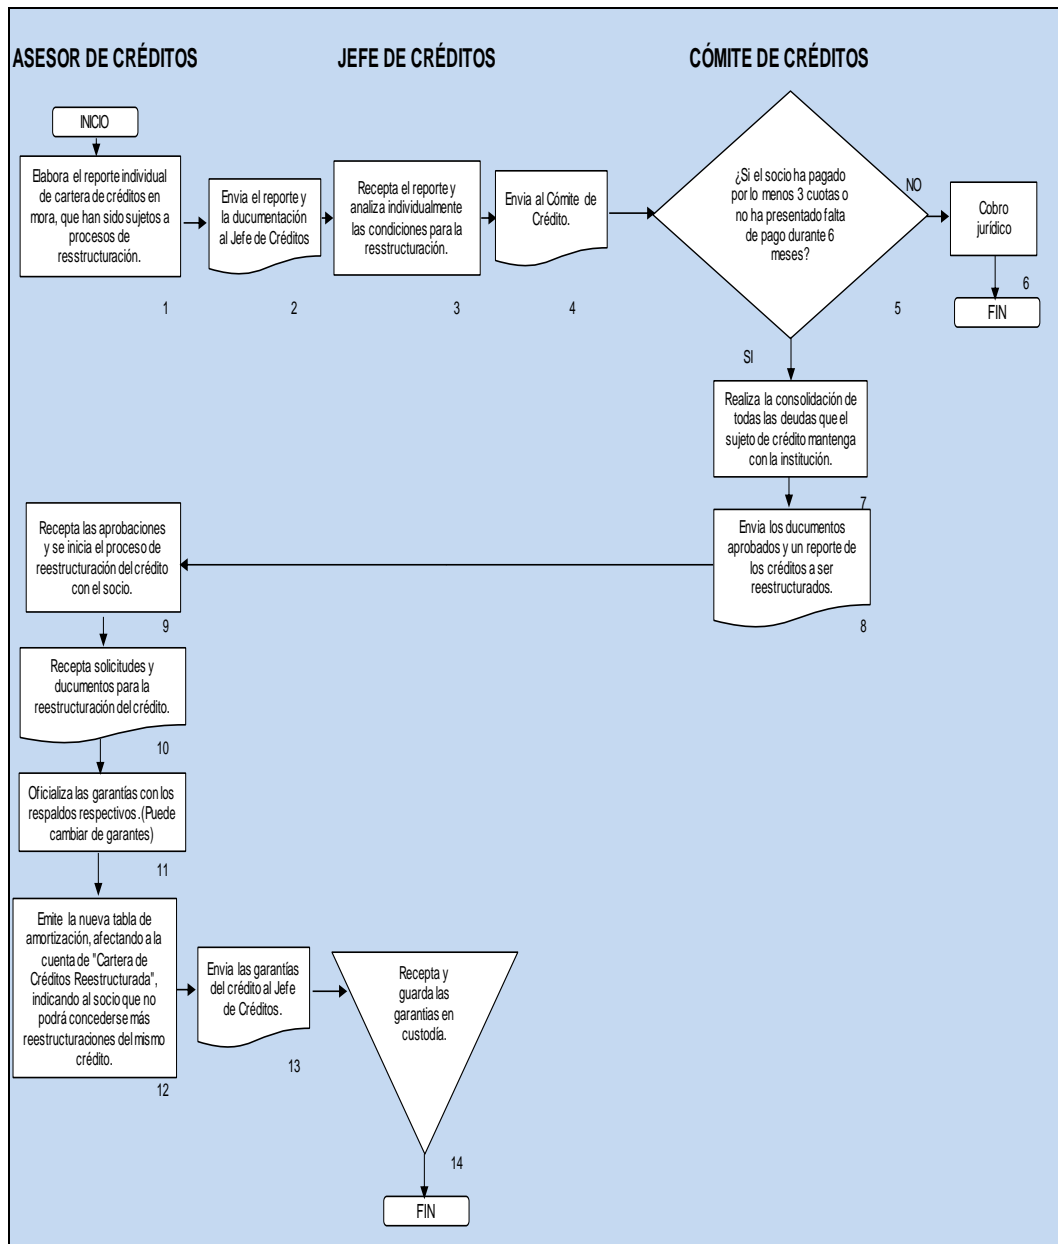 ASESOR DE CRÉDITOS
JEFE DE CRÉDITOS
CÓMITE DE CRÉDITOS
INICIO
Elabora el reporte individual
de cartera de créditos en
mora, que han sido sujetos a
procesos de
resstructuración.
1
Envia el reporte y
la ducumentación
al Jefe de Créditos
2
Recepta el reporte y
analiza individualmente
las condiciones para la
resstructuración.
3
Envia al Cómite de
Crédito.
4
¿Si el socio ha pagado
por lo menos 3 cuotas o
no ha presentado falta
de pago durante 6
meses?
5
NO
Cobro
jurídico
6
FIN
SI
Realiza la consolidación de
todas las deudas que el
sujeto de crédito mantenga
con la institución.
7
Envia los ducumentos
aprobados y un reporte de
los créditos a ser
reestructurados.
8
Recepta las aprobaciones
y se inicia el proceso de
reestructuración del crédito
con el socio.
9
Recepta solicitudes y
ducumentos para la
reestructuración del crédito.
10
Oficializa las garantías con los
respaldos respectivos.(Puede
cambiar de garantes)
11
Emite la nueva tabla de
amortización, afectando a la
cuenta de "Cartera de
Créditos Reestructurada",
indicando al socio que no
podrá concederse más
reestructuraciones del mismo
crédito.
12
Envia las garantías
del crédito al Jefe
de Créditos.
13
Recepta y
guarda las
garantias en
custodía.
14
FIN